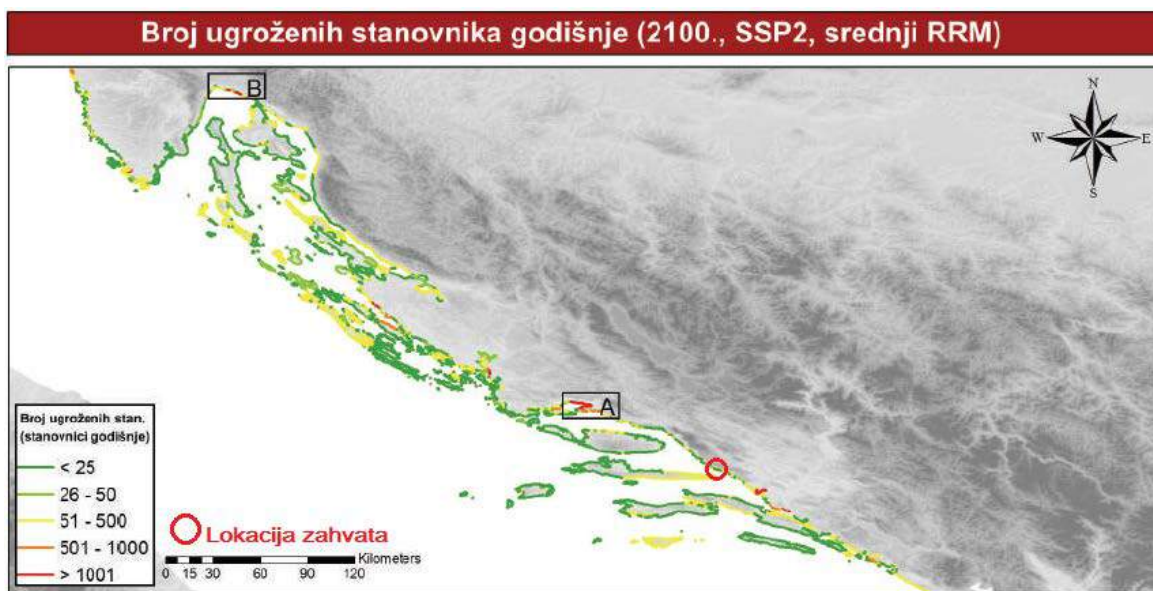 Broj ugroženih stanovnika godišnje (2100., SSP2, srednji RRM)
B
N
W
E
S
A
Broj ugroženih stan.
(stanovnici godišnje)
< 25
26 - 50
51 - 500
501 - 1000
> 1001
Lokacija zahvata
Kilometers
0 15 30 60 90 120